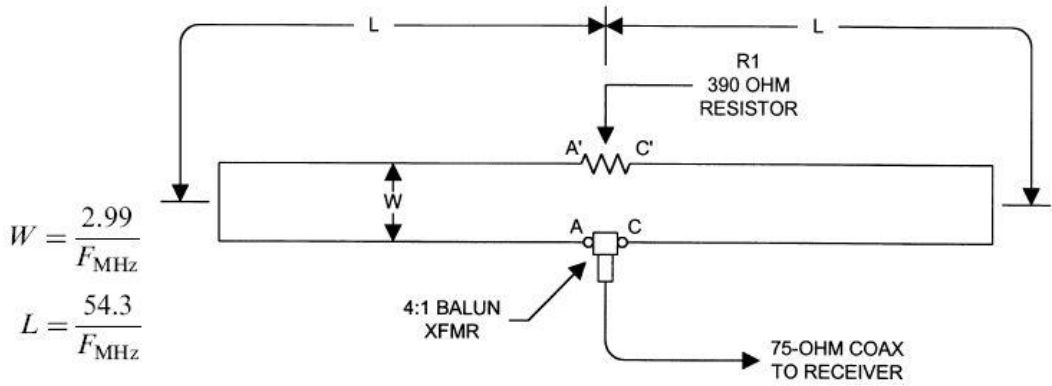 L
L
R1
390 OHM
RESISTOR
A' C'
W
A C
W = 2.99 / F_MHz
L = 54.3 / F_MHz
4:1 BALUN
XFMR
75-OHM COAX
TO RECEIVER